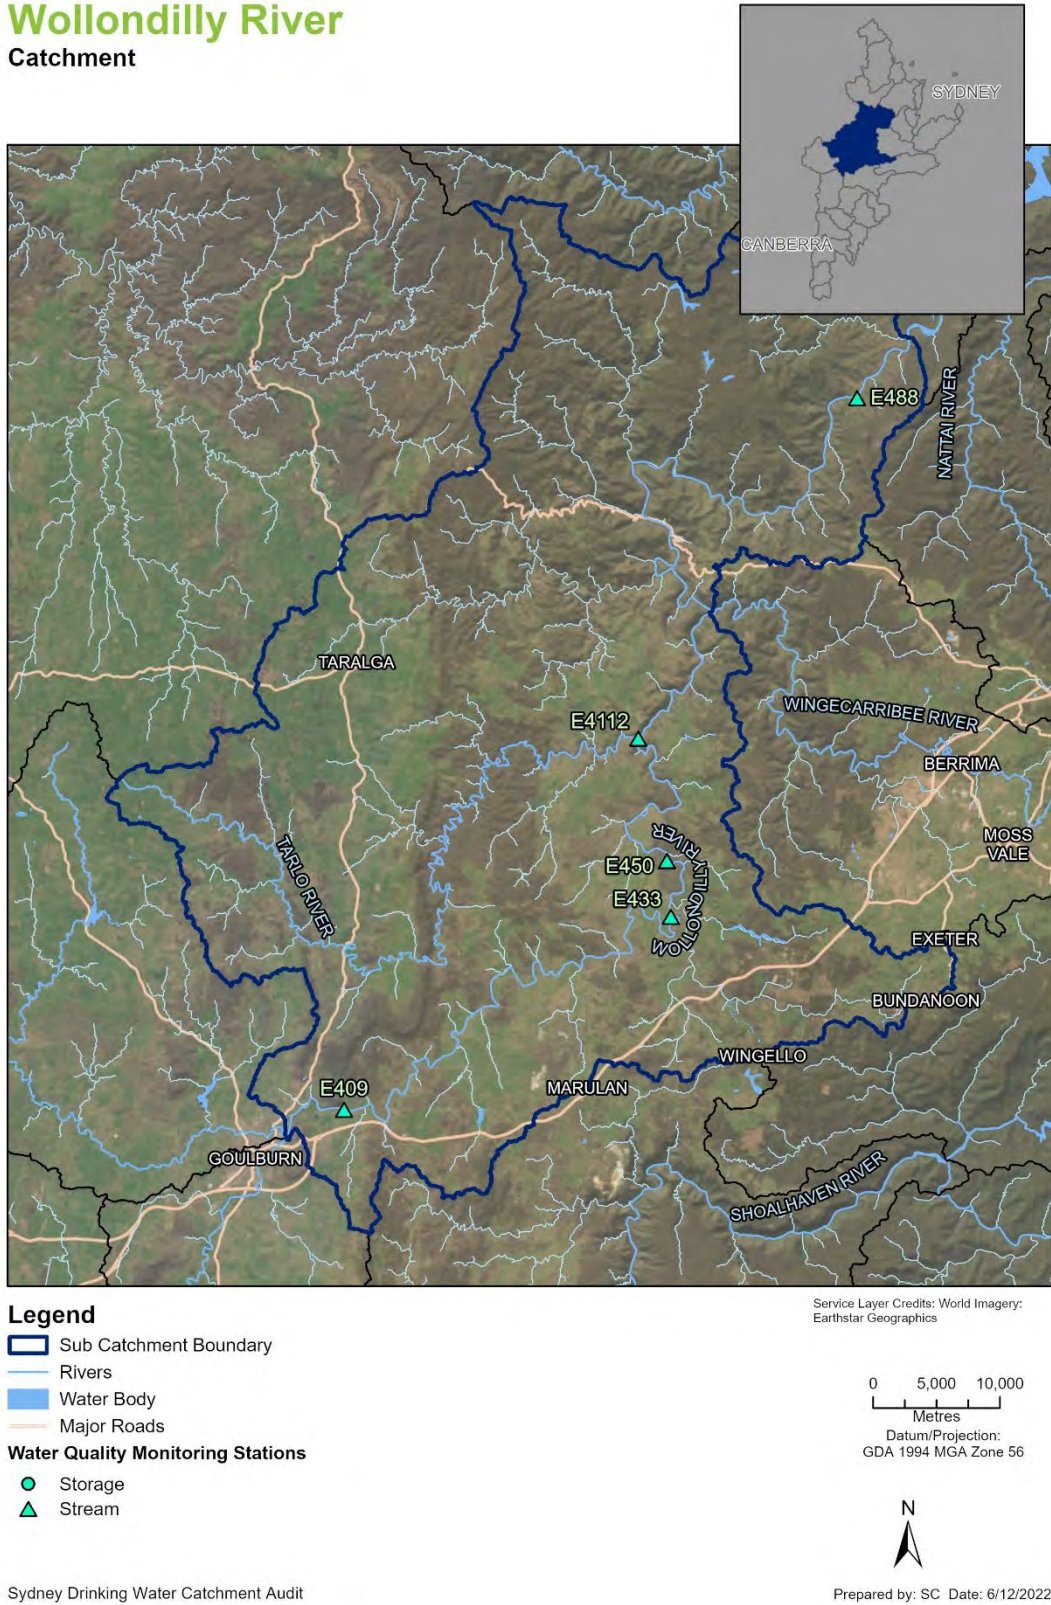 Wollondilly River
Catchment
SYDNEY
CANBERRA
E488
NATTAI RIVER
TARALGA
E4112
WINGECARRIBEE RIVER
BERRIMA
MOSS
VALE
TARLO RIVER
E450
E433
WOLLONDILLY RIVER
EXETER
BUNDANOON
WINGELLO
MARULAN
E409
GOULBURN
SHOALHAVEN RIVER
Legend
Sub Catchment Boundary
Rivers
Water Body
Major Roads
Water Quality Monitoring Stations
Storage
Stream
Service Layer Credits: World Imagery:
Earthstar Geographics
0 5,000 10,000
Metres
Datum/Projection:
GDA 1994 MGA Zone 56
N
Sydney Drinking Water Catchment Audit
Prepared by: SC Date: 6/12/2022